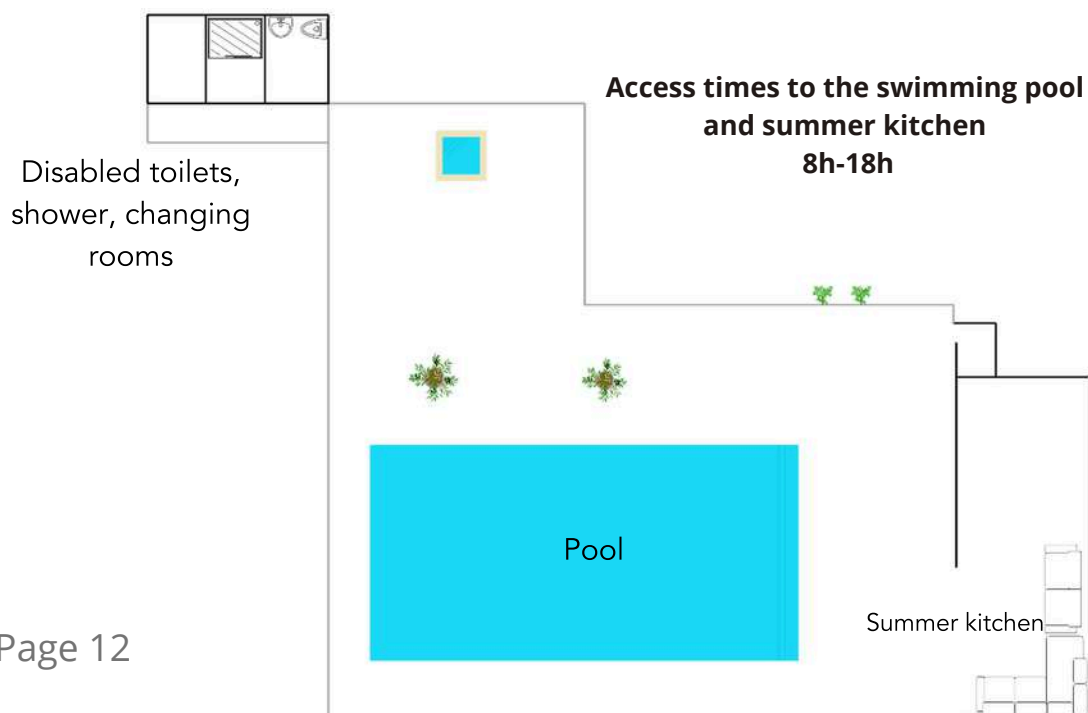 Access times to the swimming pool
and summer kitchen
8h-18h
Disabled toilets,
shower, changing
rooms
Pool
Summer kitchen
Page 12